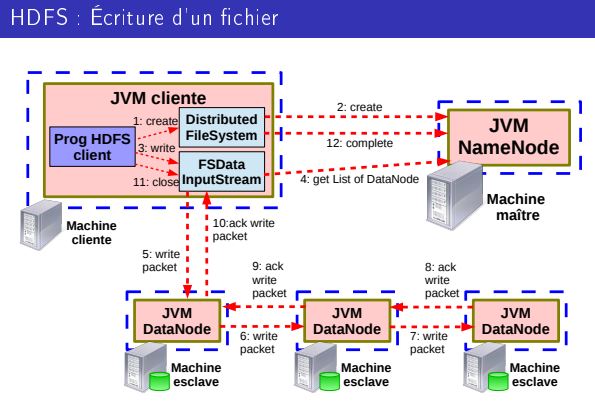 HDFS : Écriture d'un fichier
JVM cliente
1: create
Distributed
FileSystem
2: create
12: complete
JVM
NameNode
Prog HDFS
client
3: write
11: close
FSData
InputStream
4: get List of DataNode
Machine
cliente
Machine
maître
10:ack write
packet
5: write
packet
9: ack
write
packet
8: ack
write
packet
JVM
DataNode
JVM
DataNode
JVM
DataNode
6: write
packet
7: write
packet
Machine
esclave
Machine
esclave
Machine
esclave